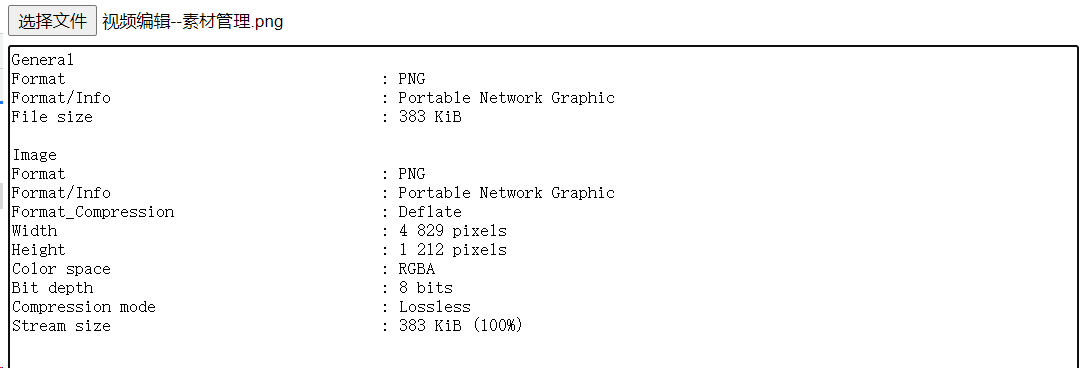 选择文件 视频编辑--素材管理.png
General
Format : PNG
Format/Info : Portable Network Graphic
File size : 383 KiB
Image
Format : PNG
Format/Info : Portable Network Graphic
Format_Compression : Deflate
Width : 4 829 pixels
Height : 1 212 pixels
Color space : RGBA
Bit depth : 8 bits
Compression mode : Lossless
Stream size : 383 KiB (100%)